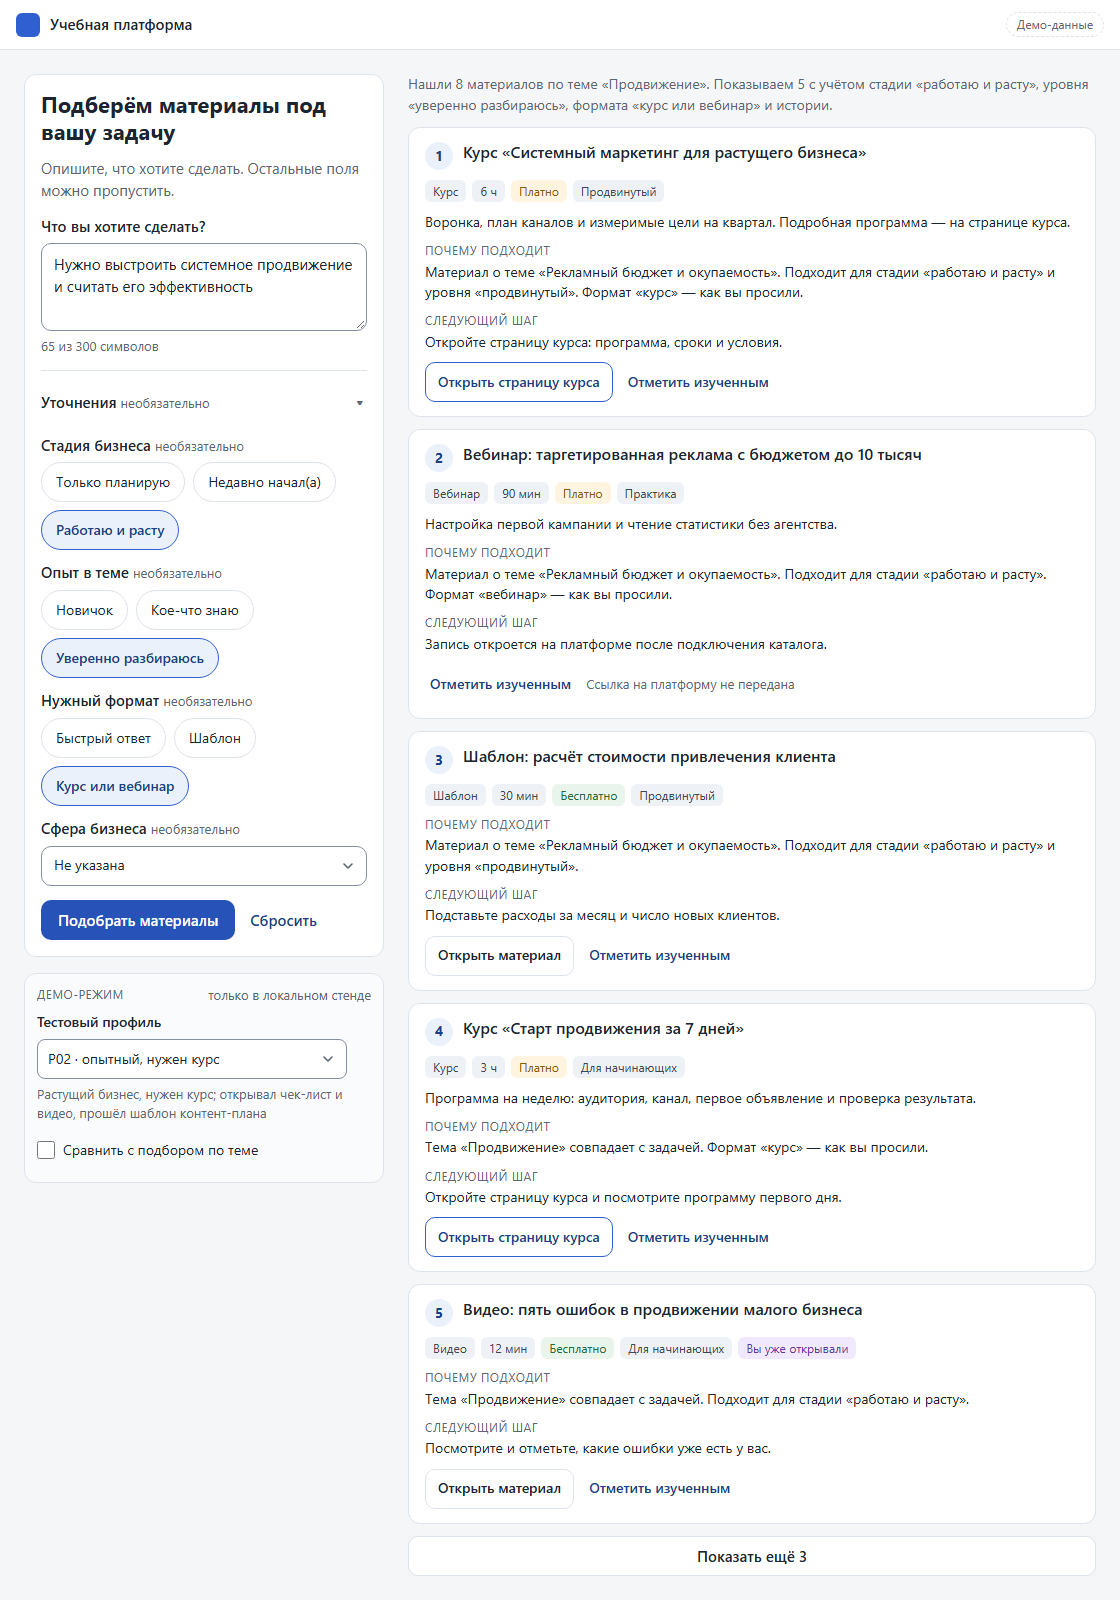 Учебная платформа
Демо-данные
Подберём материалы под
вашу задачу
Опишите, что хотите сделать. Остальные поля
можно пропустить.
Что вы хотите сделать?
Нужно выстроить системное продвижение
и считать его эффективность
65 из 300 символов
Уточнения необязательно
Стадия бизнеса необязательно
Только планирую
Недавно начал(а)
Работаю и расту
Опыт в теме необязательно
Новичок
Кое-что знаю
Уверенно разбираюсь
Нужный формат необязательно
Быстрый ответ
Шаблон
Курс или вебинар
Сфера бизнеса необязательно
Не указана
Подобрать материалы
Сбросить
ДЕМО-РЕЖИМ
только в локальном стенде
Тестовый профиль
P02 · опытный, нужен курс
Растущий бизнес, нужен курс; открывал чек-лист и
видео, прошёл шаблон контент-плана
Сравнить с подбором по теме
Нашли 8 материалов по теме «Продвижение». Показываем 5 с учётом стадии «работаю и расту», уровня
«уверенно разбираюсь», формата «курс или вебинар» и истории.
1
Курс «Системный маркетинг для растущего бизнеса»
Курс
6 ч
Платно
Продвинутый
Воронка, план каналов и измеримые цели на квартал. Подробная программа — на странице курса.
ПОЧЕМУ ПОДХОДИТ
Материал о теме «Рекламный бюджет и окупаемость». Подходит для стадии «работаю и расту» и
уровня «продвинутый». Формат «курс» — как вы просили.
СЛЕДУЮЩИЙ ШАГ
Откройте страницу курса: программа, сроки и условия.
Открыть страницу курса
Отметить изученным
2
Вебинар: таргетированная реклама с бюджетом до 10 тысяч
Вебинар
90 мин
Платно
Практика
Настройка первой кампании и чтение статистики без агентства.
ПОЧЕМУ ПОДХОДИТ
Материал о теме «Рекламный бюджет и окупаемость». Подходит для стадии «работаю и расту».
Формат «вебинар» — как вы просили.
СЛЕДУЮЩИЙ ШАГ
Запись откроется на платформе после подключения каталога.
Отметить изученным
Ссылка на платформу не передана
3
Шаблон: расчёт стоимости привлечения клиента
Шаблон
30 мин
Бесплатно
Продвинутый
ПОЧЕМУ ПОДХОДИТ
Материал о теме «Рекламный бюджет и окупаемость». Подходит для стадии «работаю и расту» и
уровня «продвинутый».
СЛЕДУЮЩИЙ ШАГ
Подставьте расходы за месяц и число новых клиентов.
Открыть материал
Отметить изученным
4
Курс «Старт продвижения за 7 дней»
Курс
3 ч
Платно
Для начинающих
Программа на неделю: аудитория, канал, первое объявление и проверка результата.
ПОЧЕМУ ПОДХОДИТ
Тема «Продвижение» совпадает с задачей. Формат «курс» — как вы просили.
СЛЕДУЮЩИЙ ШАГ
Откройте страницу курса и посмотрите программу первого дня.
Открыть страницу курса
Отметить изученным
5
Видео: пять ошибок в продвижении малого бизнеса
Видео
12 мин
Бесплатно
Для начинающих
Вы уже открывали
ПОЧЕМУ ПОДХОДИТ
Тема «Продвижение» совпадает с задачей. Подходит для стадии «работаю и расту».
СЛЕДУЮЩИЙ ШАГ
Посмотрите и отметьте, какие ошибки уже есть у вас.
Открыть материал
Отметить изученным
Показать ещё 3